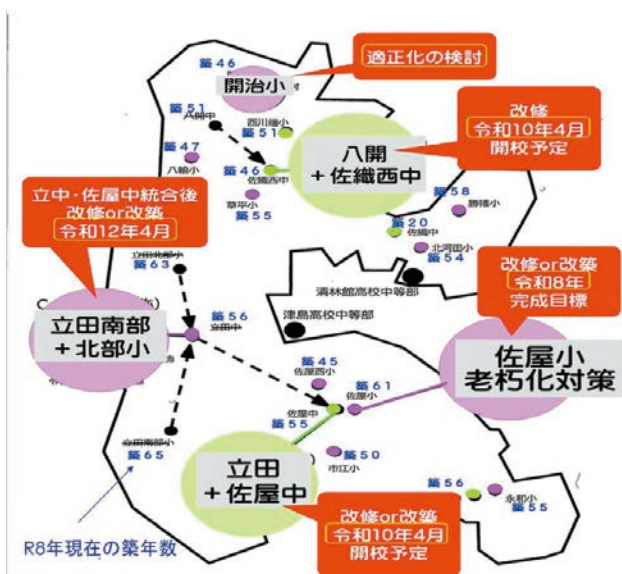 築46
適正化の検討
開治小
築51
八開中
西川端小
築51
改修
令和10年4月
開校予定
築47
八輪小
八開
+佐織西中
築46
佐織西中
草平小
築55
築58
勝幡小
立中・佐屋中統合後
改修or改築
令和12年4月
築20
佐織中
北河田小
築54
立田北部小
築63
清林館高校中等部
改修or改築
令和8年
完成目標
築56
立田中
津島高校中等部
立田南部
+北部小
佐屋小
老朽化対策
築45
佐屋西小
築61
佐屋小
佐屋中
築55
立田南部小
築65
築50
市江小
立田
+佐屋中
築56
永和小
築55
改修or改築
令和10年4月
開校予定
R8年現在の築年数